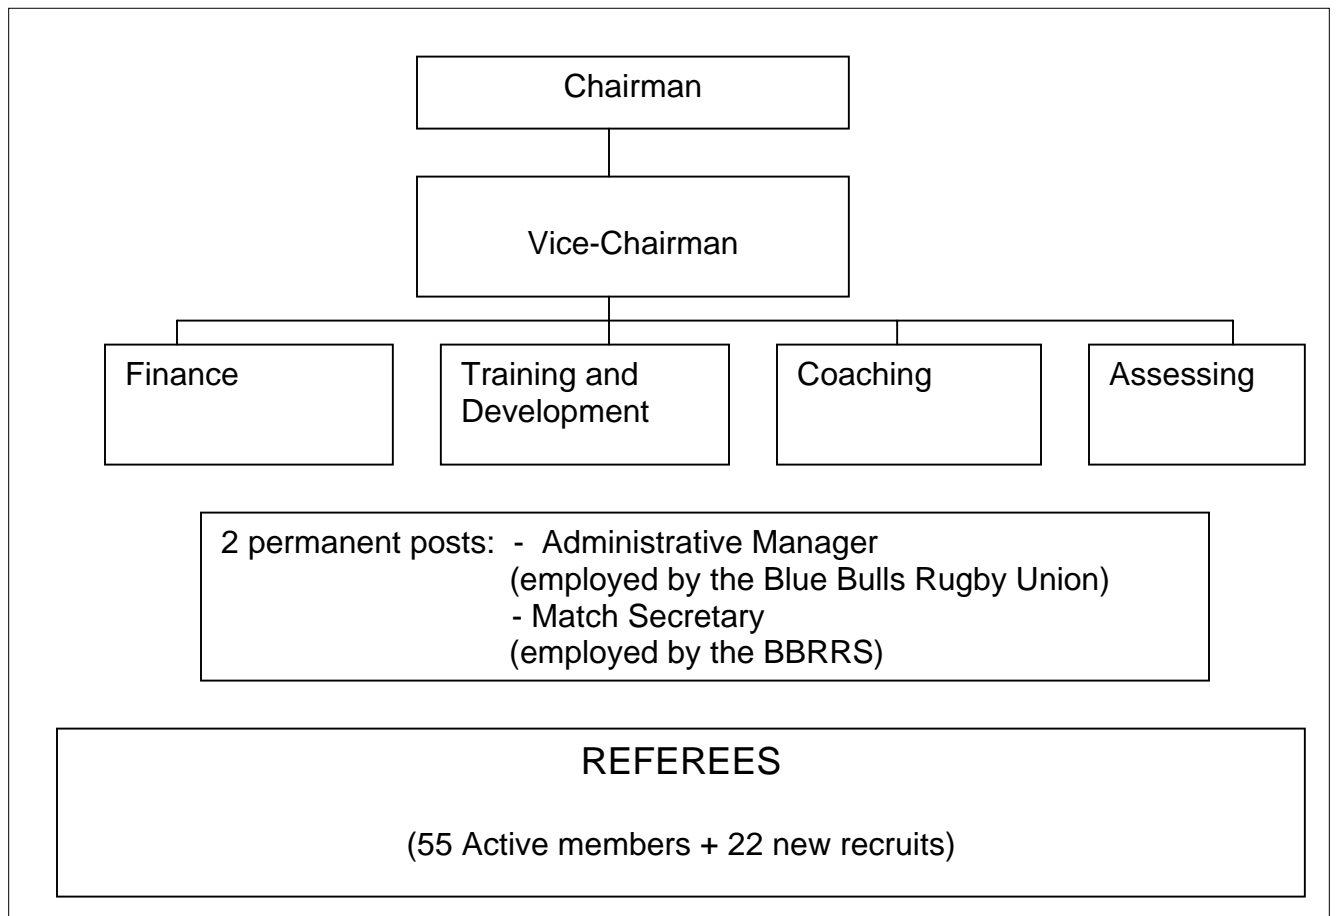 Chairman
Vice-Chairman
Finance
Training and
Development
Coaching
Assessing
2 permanent posts: - Administrative Manager
(employed by the Blue Bulls Rugby Union)
- Match Secretary
(employed by the BBRRS)
REFEREES
(55 Active members + 22 new recruits)